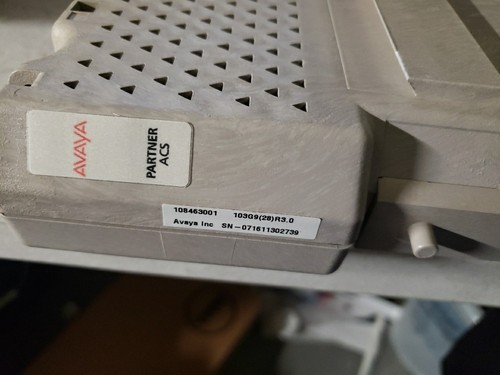 AVAYA
PARTNER
ACS
108463001 103G9(28)R3.0
Avaya Inc SN-071611302739